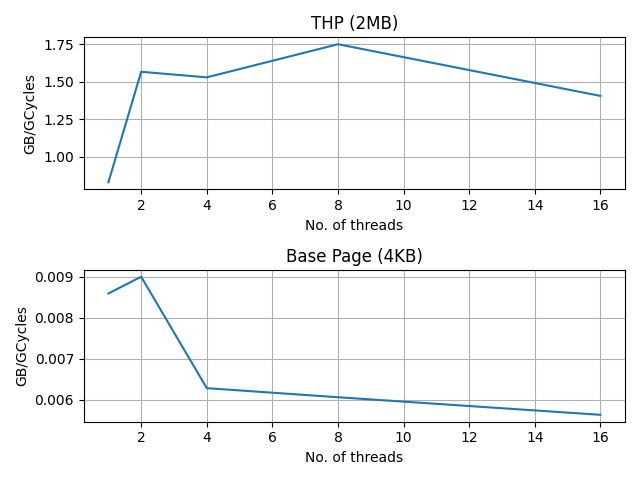 THP (2MB)
1.75
1.50
1.25
1.00
GB/GCycles
2 4 6 8 10 12 14 16
No. of threads
Base Page (4KB)
0.009
0.008
0.007
0.006
GB/GCycles
2 4 6 8 10 12 14 16
No. of threads